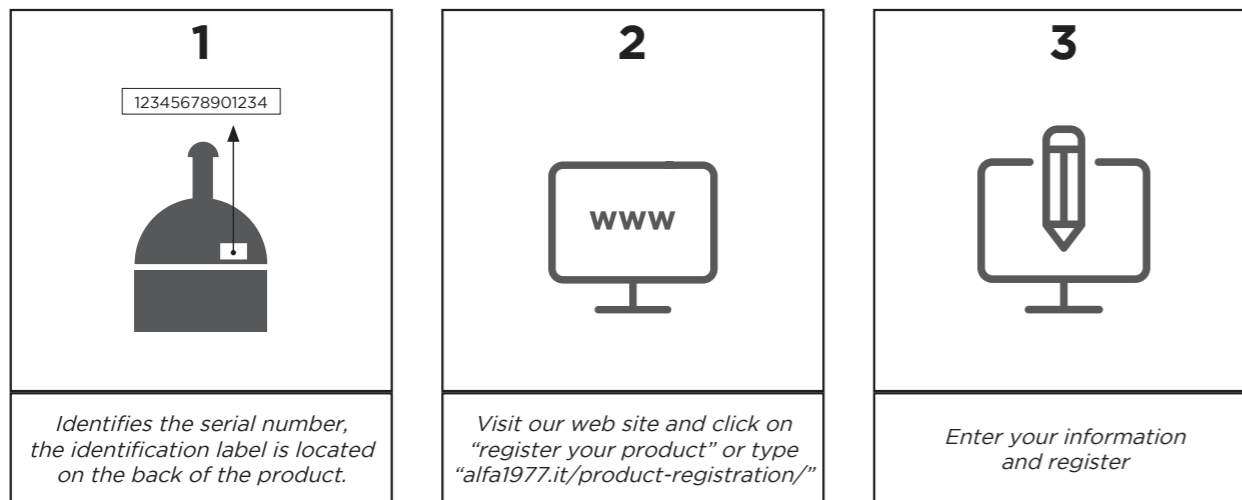 1
12345678901234
Identifies the serial number,
the identification label is located
on the back of the product.
2
www
Visit our web site and click on
“register your product” or type
“alfa1977.it/product-registration/”
3
Enter your information
and register